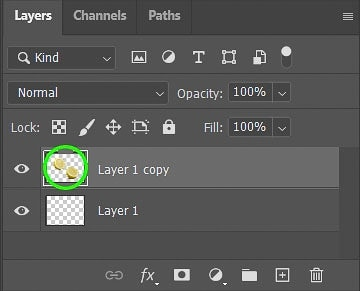 Layers Channels Paths
Kind
Normal Opacity: 100%
Lock: Fill: 100%
Layer 1 copy
Layer 1
fx